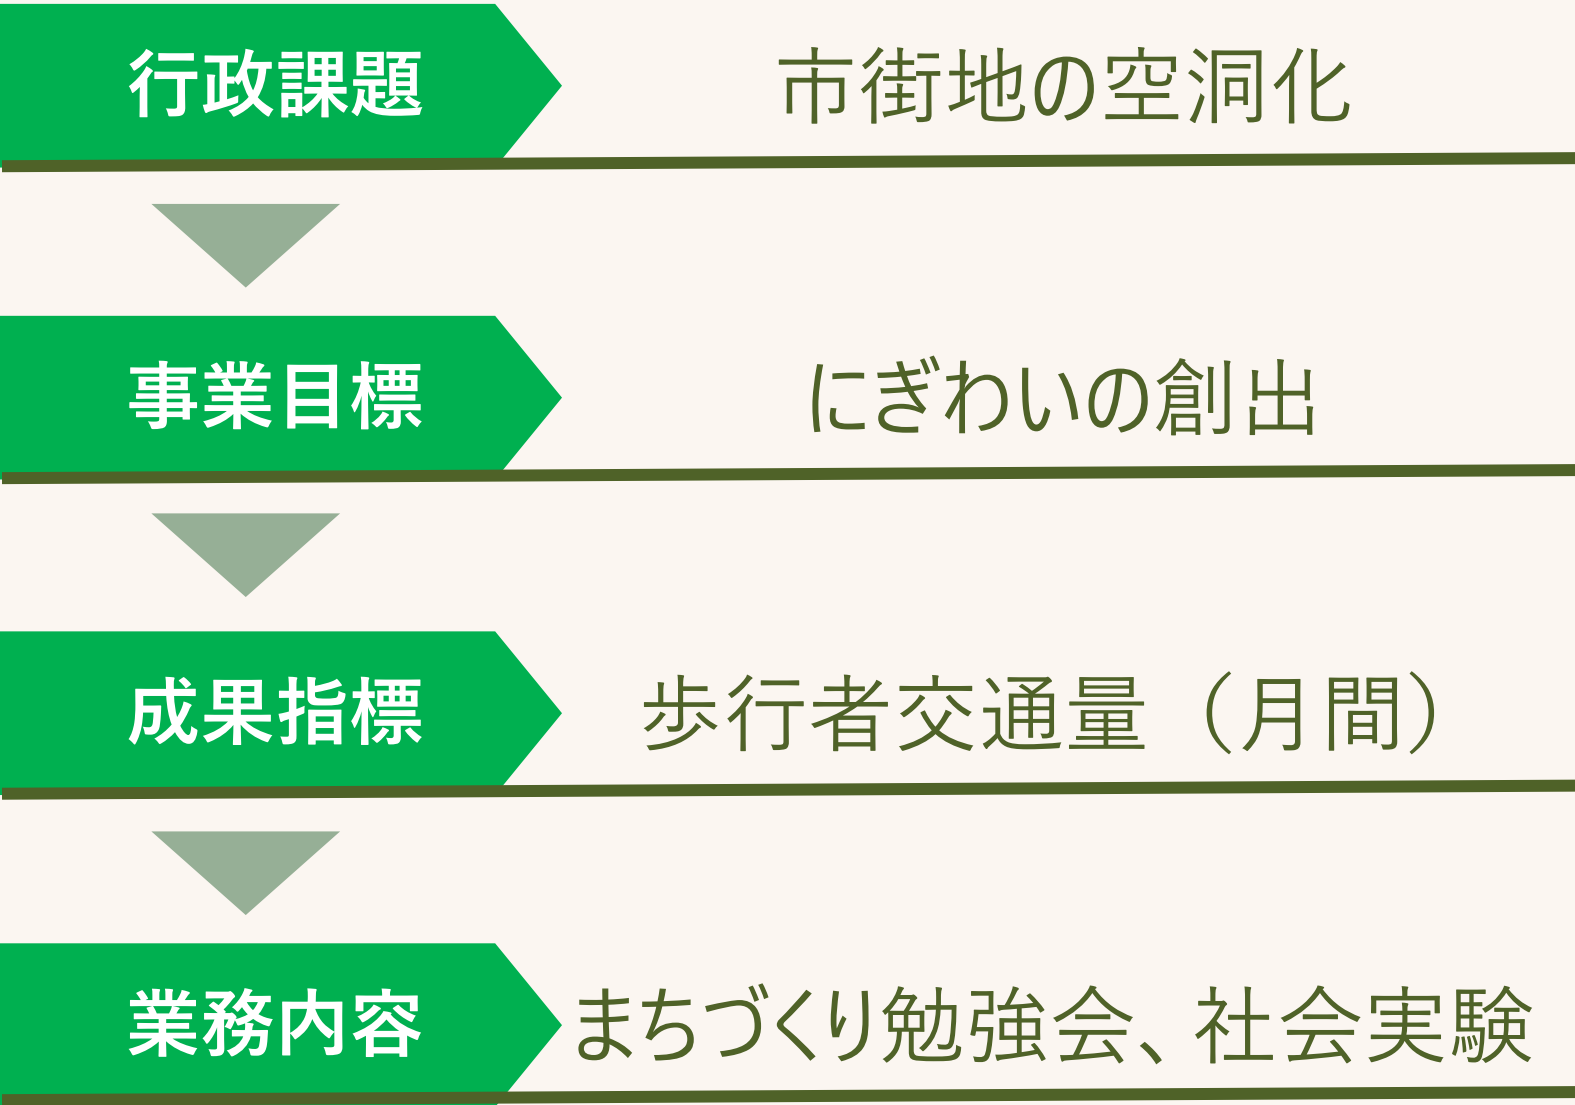 行政課題 市街地の空洞化
事業目標 にぎわいの創出
成果指標 歩行者交通量（月間）
業務内容 まちづくり勉強会、社会実験